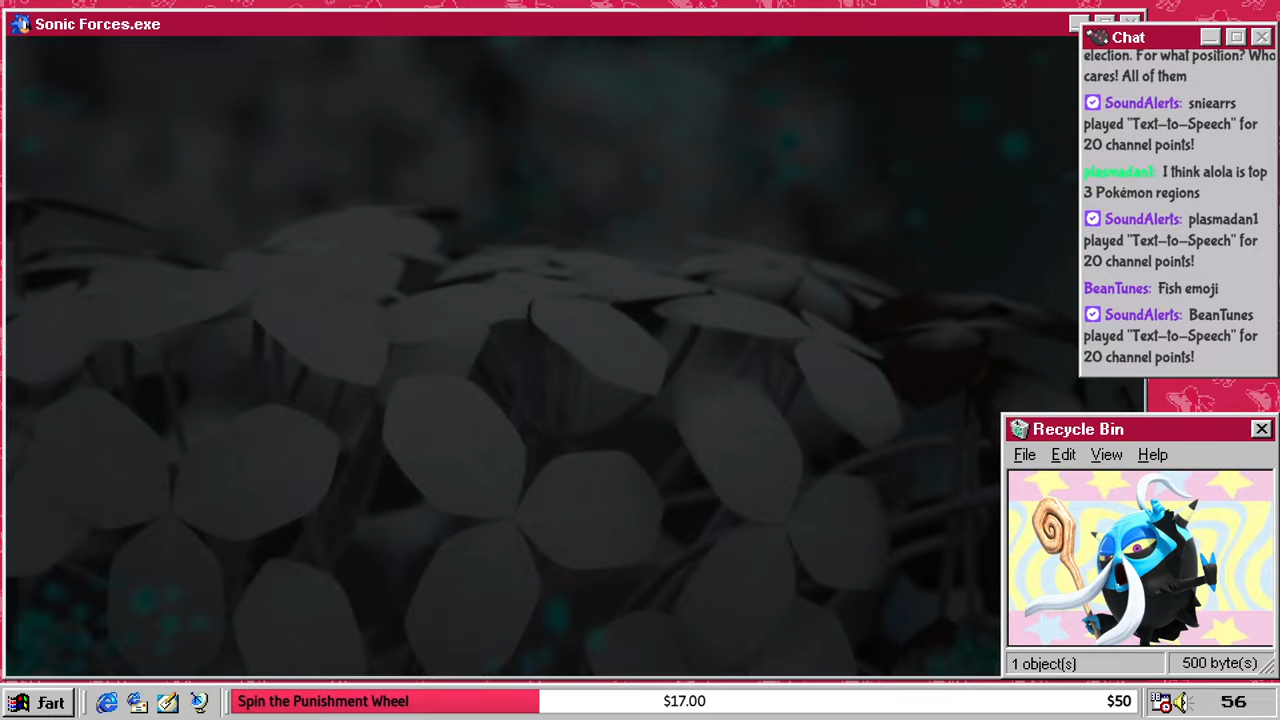 Sonic Forces.exe
Chat
election. For what position? Who
cares! All of them
SoundAlerts: sniearrs
played "Text-to-Speech" for
20 channel points!
plasmadan1: I think alola is top
3 Pokémon regions
SoundAlerts: plasmadan1
played "Text-to-Speech" for
20 channel points!
BeanTunes: Fish emoji
SoundAlerts: BeanTunes
played "Text-to-Speech" for
20 channel points!
Recycle Bin
File Edit View Help
1 object(s) 500 byte(s)
fart Spin the Punishment Wheel $17.00 $50 56